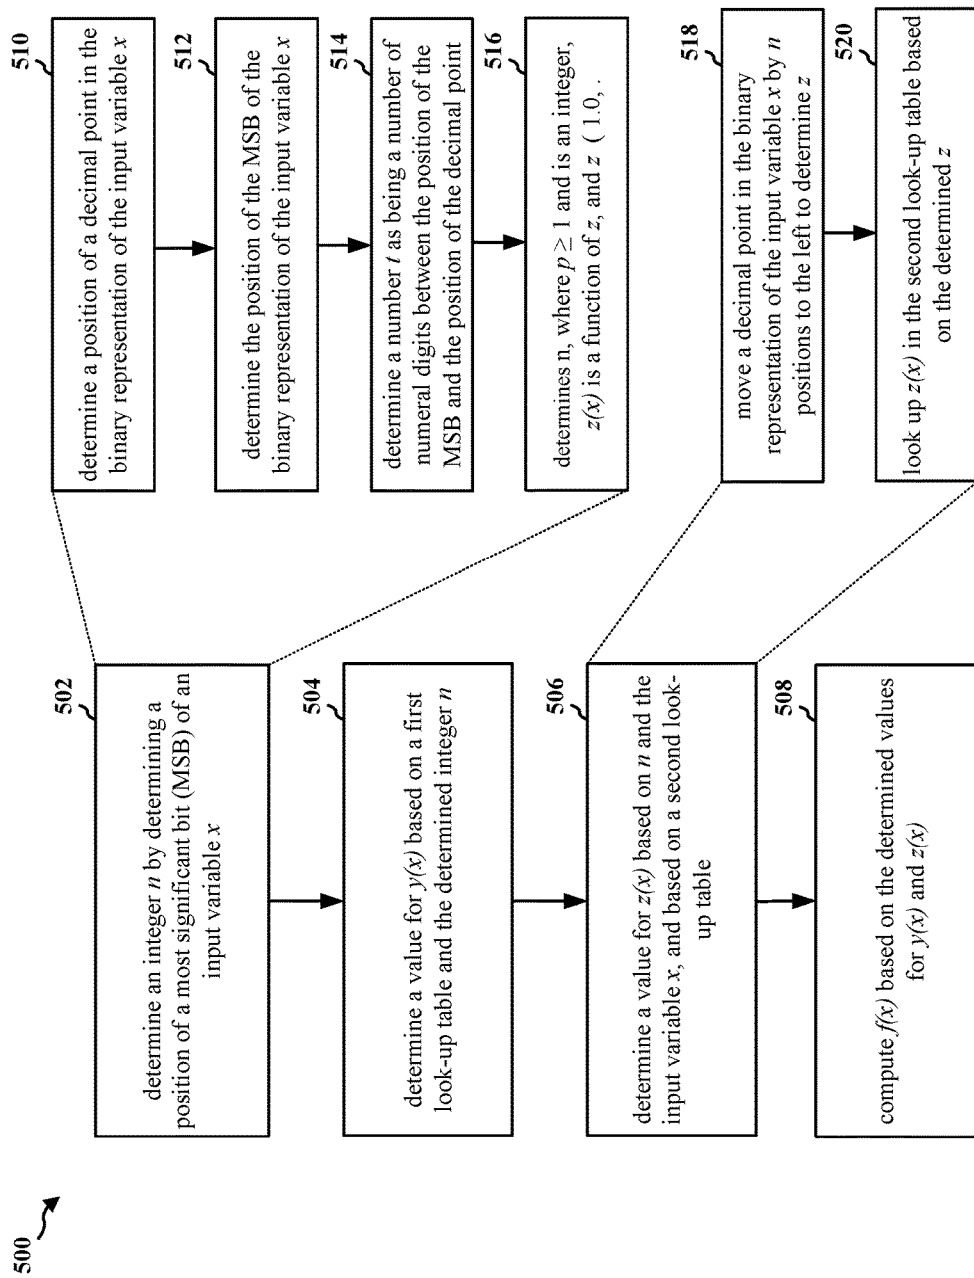 500
502
determine an integer n by determining a
position of a most significant bit (MSB) of an
input variable x
504
determine a value for y(x) based on a first
look-up table and the determined integer n
506
determine a value for z(x) based on n and the
input variable x, and based on a second look-
up table
508
compute f(x) based on the determined values
for y(x) and z(x)
510
determine a position of a decimal point in the
binary representation of the input variable x
512
determine the position of the MSB of the
binary representation of the input variable x
514
determine a number t as being a number of
numeral digits between the position of the
MSB and the position of the decimal point
516
determines n, where p ≥ 1 and is an integer,
z(x) is a function of z, and z ( 1.0, .
518
move a decimal point in the binary
representation of the input variable x by n
positions to the left to determine z
520
look up z(x) in the second look-up table based
on the determined z